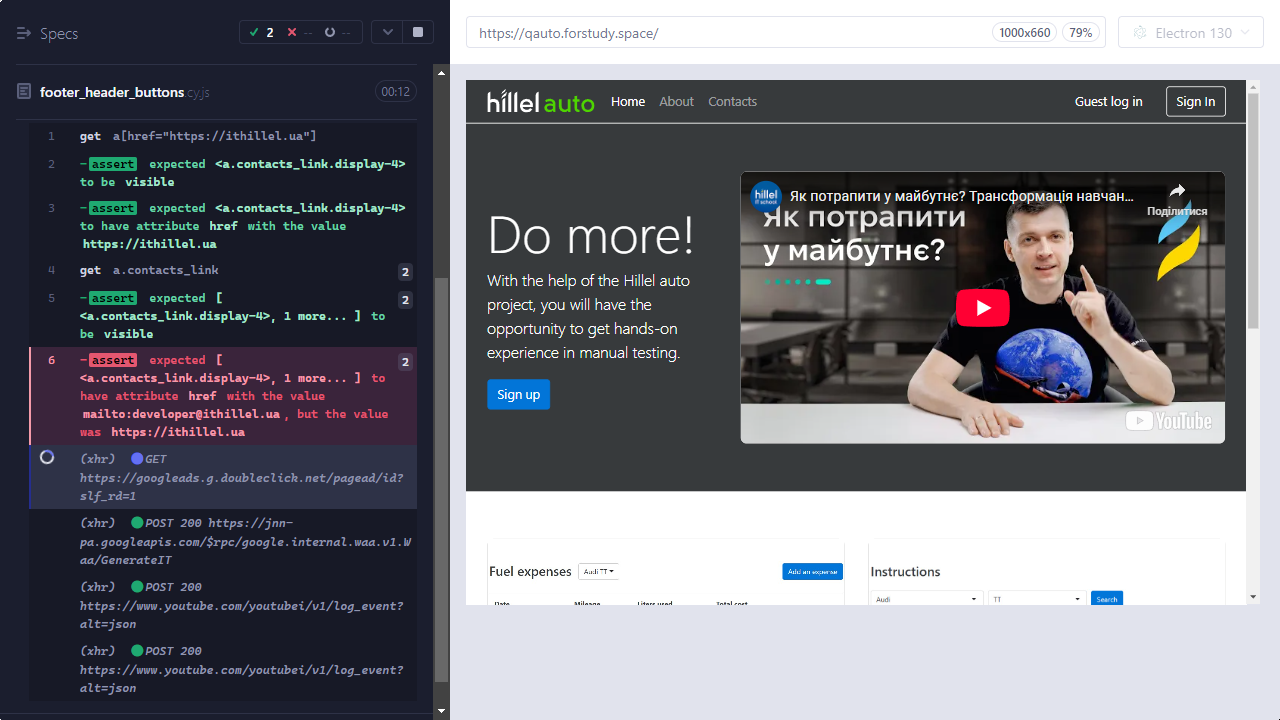 Specs
2 -- --
footer_header_buttons.cy.js 00:12
1 get a[href="https://ithillel.ua"]
2 -assert expected <a.contacts_link.display-4>
to be visible
3 -assert expected <a.contacts_link.display-4>
to have attribute href with the value
https://ithillel.ua
4 get a.contacts_link 2
5 -assert expected [ 2
<a.contacts_link.display-4>, 1 more... ] to
be visible
6 -assert expected [ 2
<a.contacts_link.display-4>, 1 more... ] to
have attribute href with the value
mailto:developer@ithillel.ua, but the value
was https://ithillel.ua
(xhr) GET
https://googleads.g.doubleclick.net/pagead/id?
slf_rd=1
(xhr) POST 200 https://jnn-
pa.googleapis.com/$rpc/google.internal.waa.v1.W
aa/GenerateIT
(xhr) POST 200
https://www.youtube.com/youtubei/v1/log_event?
alt=json
(xhr) POST 200
https://www.youtube.com/youtubei/v1/log_event?
alt=json
https://qauto.forstudy.space/ 1000x660 79% Electron 130
hillel auto Home About Contacts Guest log in Sign In
Do more!
With the help of the Hillel auto
project, you will have the
opportunity to get hands-on
experience in manual testing.
Sign up
hillel
IT school
Як потрапити у майбутнє? Трансформація навчан...
Поділитися
Як потрапити
у майбутнє?
YouTube
Fuel expenses Audi TT Add an expense
Date Mileage Liters used Total cost
Instructions
Audi TT Search